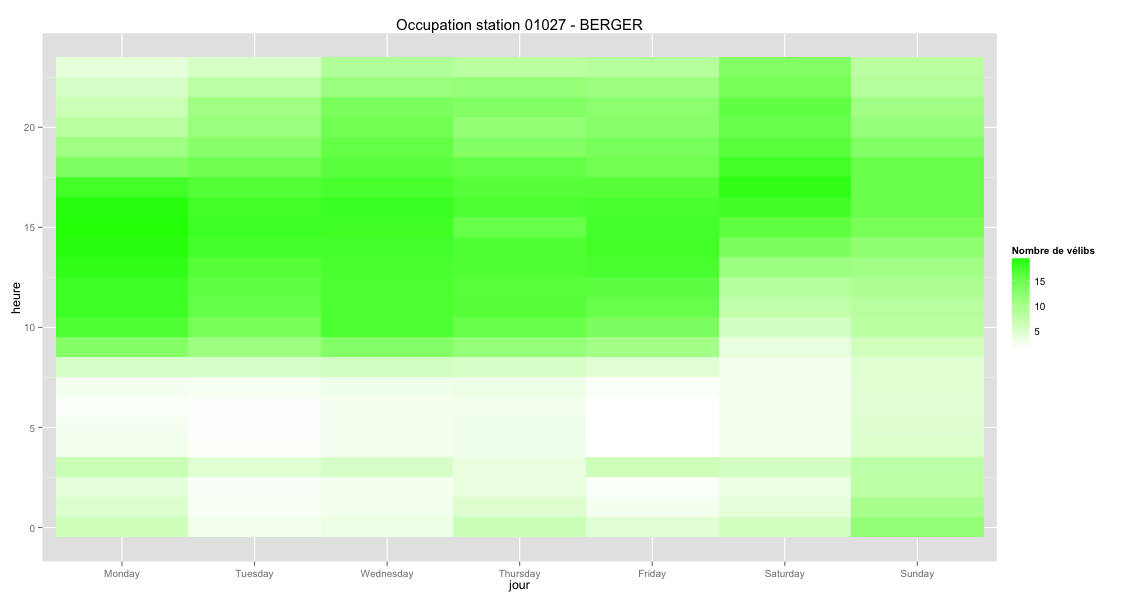 Occupation station 01027 - BERGER
heure
20
15
10
5
0
Monday Tuesday Wednesday Thursday Friday Saturday Sunday
jour
Nombre de vélibs
15
10
5